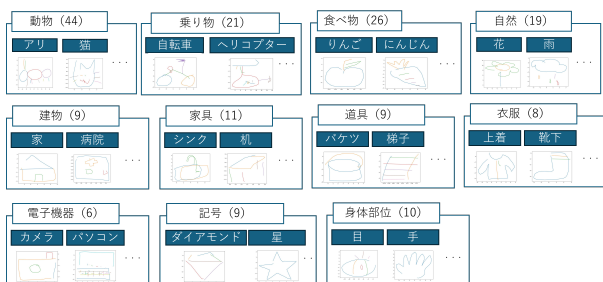 動物（44）
アリ 猫 ···
乗り物（21）
自転車 ヘリコプター ···
食べ物（26）
りんご にんじん ···
自然（19）
花 雨 ···
建物（9）
家 病院 ···
家具（11）
シンク 机 ···
道具（9）
バケツ 梯子 ···
衣服（8）
上着 靴下 ···
電子機器（6）
カメラ パソコン ···
記号（9）
ダイアモンド 星 ···
身体部位（10）
目 手 ···